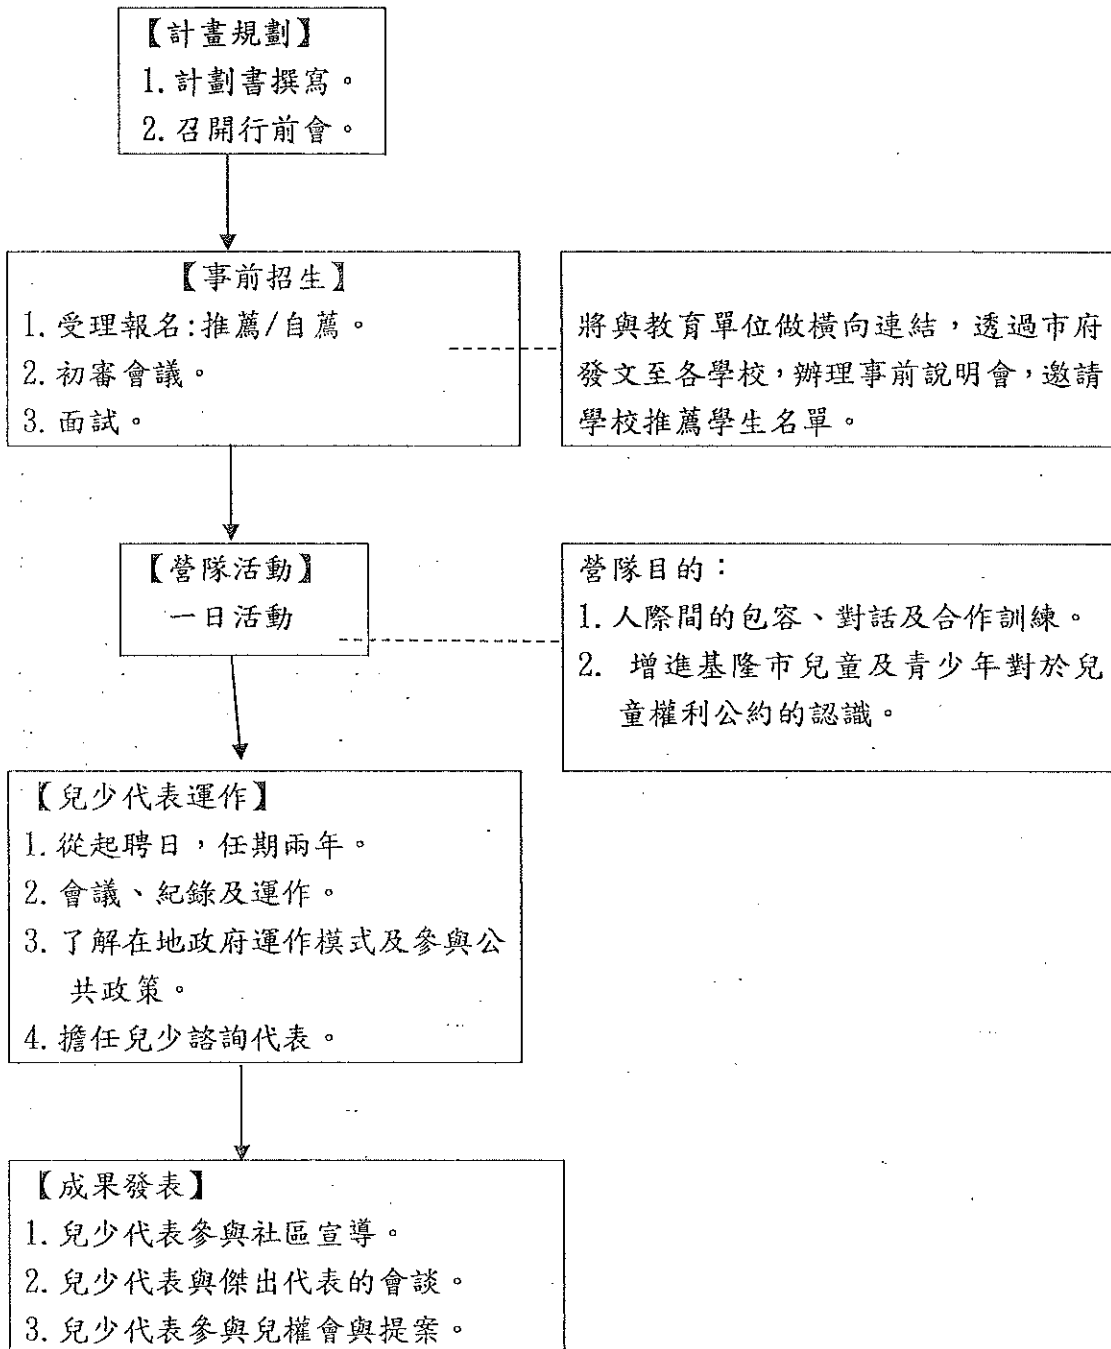 【計畫規劃】
1.計劃書撰寫。
2.召開行前會。
【事前招生】
1.受理報名:推薦/自薦。
2.初審會議。
3.面試。
將與教育單位做橫向連結，透過市府
發文至各學校，辦理事前說明會，邀請
學校推薦學生名單。
【營隊活動】
一日活動
營隊目的：
1.人際間的包容、對話及合作訓練。
2. 增進基隆市兒童及青少年對於兒
童權利公約的認識。
【兒少代表運作】
1.從起聘日，任期兩年。
2.會議、紀錄及運作。
3.了解在地政府運作模式及參與公
共政策。
4.擔任兒少諮詢代表。
【成果發表】
1.兒少代表參與社區宣導。
2.兒少代表與傑出代表的會談。
3.兒少代表參與兒權會與提案。